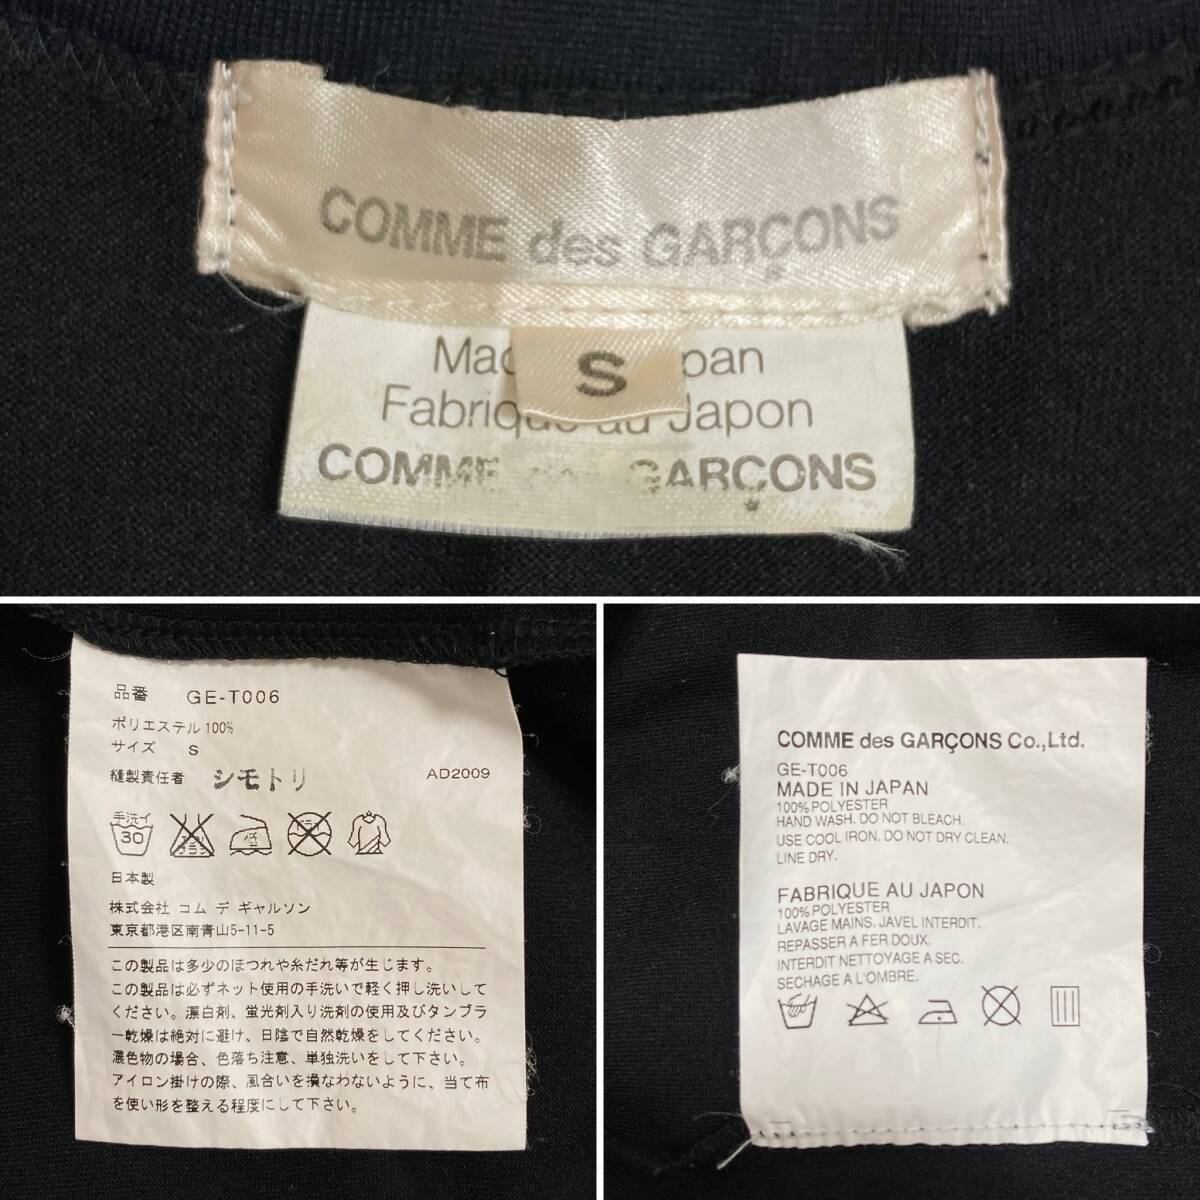 COMME des GARÇONS
S
Japon
COMME GARÇONS
品番 GE-T006
ポリエステル 100%
サイズ S
縫製責任者 シモトリ AD2009
手洗イ
30
日本製
株式会社 コム デ ギャルソン
東京都港区南青山5-11-5
この製品は多少のほつれや糸だれ等が生じます。
この製品は必ずネット使用の手洗いで軽く押し洗いして
ください。漂白剤、蛍光剤入り洗剤の使用及びタンブラ
ー乾燥は絶対に避け、日陰で自然乾燥をしてください。
濃色物の場合、色落ち注意、単独洗いをして下さい。
アイロン掛けの際、風合いを損なわないように、当て布
を使い形を整える程度にして下さい。
COMME des GARÇONS Co.,Ltd.
GE-T006
MADE IN JAPAN
100% POLYESTER
HAND WASH. DO NOT BLEACH.
USE COOL IRON. DO NOT DRY CLEAN.
LINE DRY.
FABRIQUE AU JAPON
100% POLYESTER
LAVAGE MAINS. JAVEL INTERDIT.
REPASSER A FER DOUX.
INTERDIT NETTOYAGE A SEC.
SECHAGE A L'OMBRE.